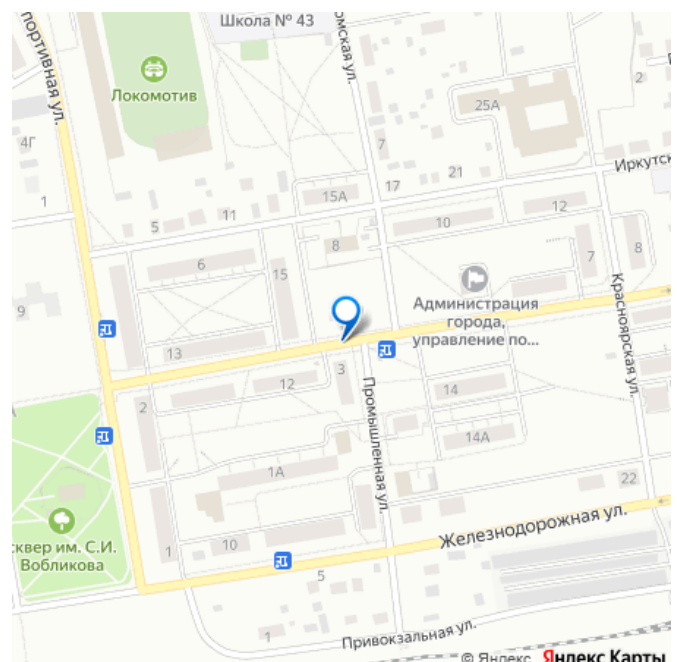 Школа № 43
портивная ул.
омская ул.
Локомотив
4Г
25А
2
7
1
15А
17
21
Иркутск
5
11
10
12
8
6
15
7
8
Администрация
города,
управление по...
Красноярская ул.
9
13
3
12
2
14
Промышленная ул.
14А
1А
22
сквер им. С.И.
Вобликова
10
1
5
Железнодорожная ул.
1
Привокзальная ул.
© Яндекс Яндекс Карты